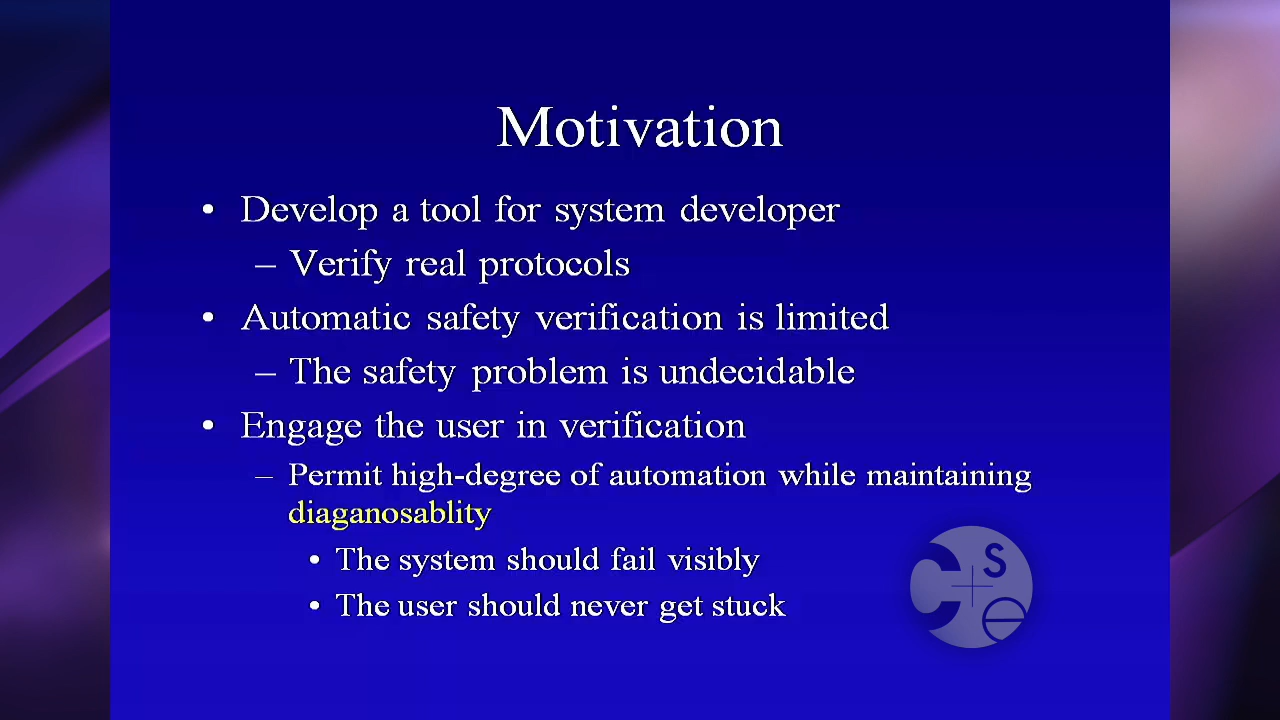 Motivation
• Develop a tool for system developer
– Verify real protocols
• Automatic safety verification is limited
– The safety problem is undecidable
• Engage the user in verification
– Permit high-degree of automation while maintaining
diaganosablity
• The system should fail visibly
• The user should never get stuck
C s e